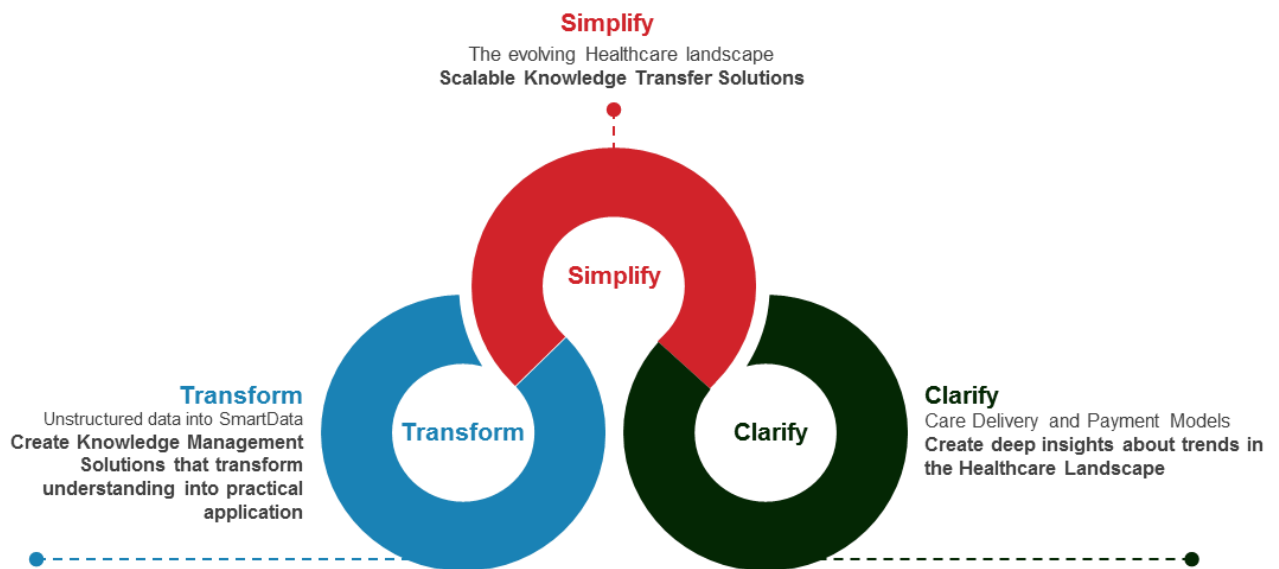 Simplify
The evolving Healthcare landscape
Scalable Knowledge Transfer Solutions
Simplify
Transform
Unstructured data into SmartData
Create Knowledge Management
Solutions that transform
understanding into practical
application
Transform
Clarify
Clarify
Care Delivery and Payment Models
Create deep insights about trends in
the Healthcare Landscape